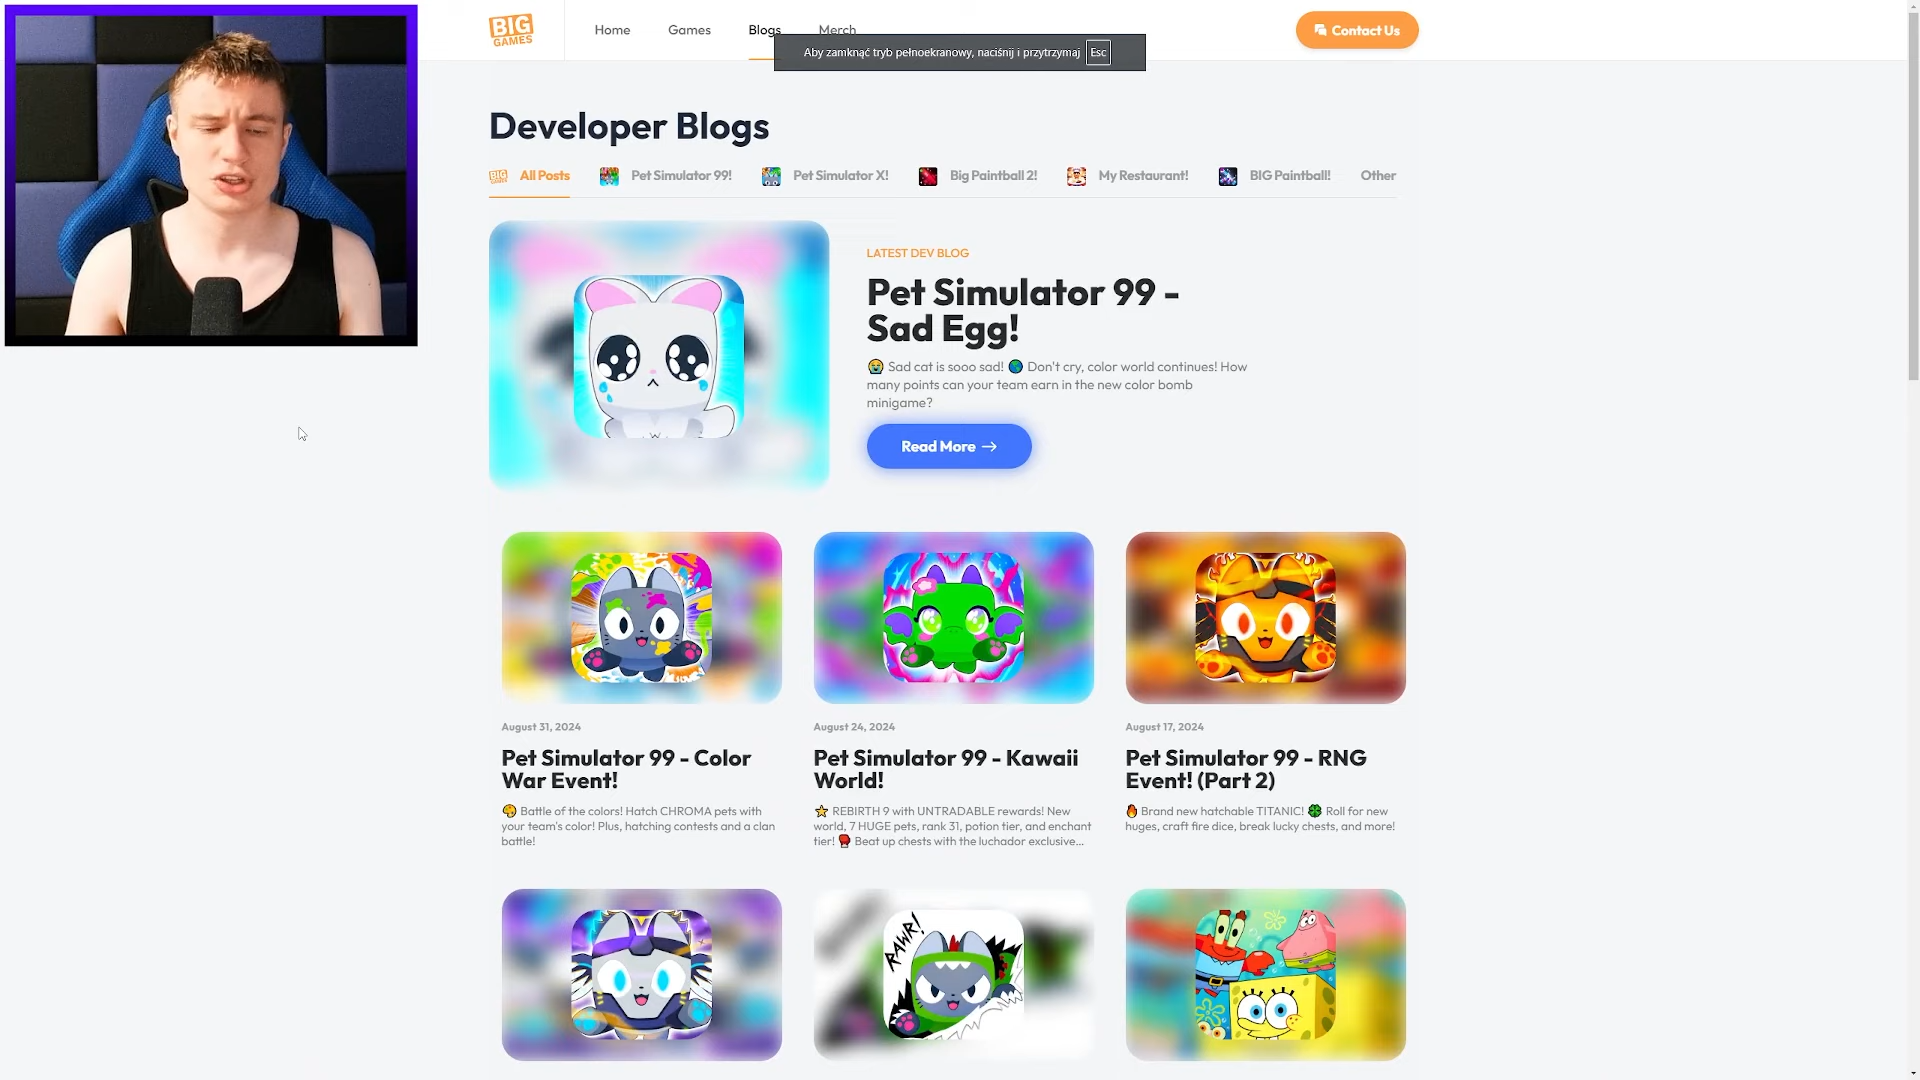 BIG
GAMES
Home
Games
Blogs
Merch
Contact Us
Aby zamknąć tryb pełnoekranowy, naciśnij i przytrzymaj Esc
Developer Blogs
BIG
GAMES
All Posts
Pet Simulator 99!
Pet Simulator X!
Big Paintball 2!
My Restaurant!
BIG Paintball!
Other
LATEST DEV BLOG
Pet Simulator 99 -
Sad Egg!
😭 Sad cat is sooo sad! 🌎 Don't cry, color world continues! How
many points can your team earn in the new color bomb
minigame?
Read More →
August 31, 2024
Pet Simulator 99 - Color
War Event!
🎨 Battle of the colors! Hatch CHROMA pets with
your team's color! Plus, hatching contests and a clan
battle!
August 24, 2024
Pet Simulator 99 - Kawaii
World!
⭐ REBIRTH 9 with UNTRADABLE rewards! New
world, 7 HUGE pets, rank 31, potion tier, and enchant
tier! 🥊 Beat up chests with the luchador exclusive...
August 17, 2024
Pet Simulator 99 - RNG
Event! (Part 2)
🔥 Brand new hatchable TITANIC! 🍀 Roll for new
huges, craft fire dice, break lucky chests, and more!
RAWR!